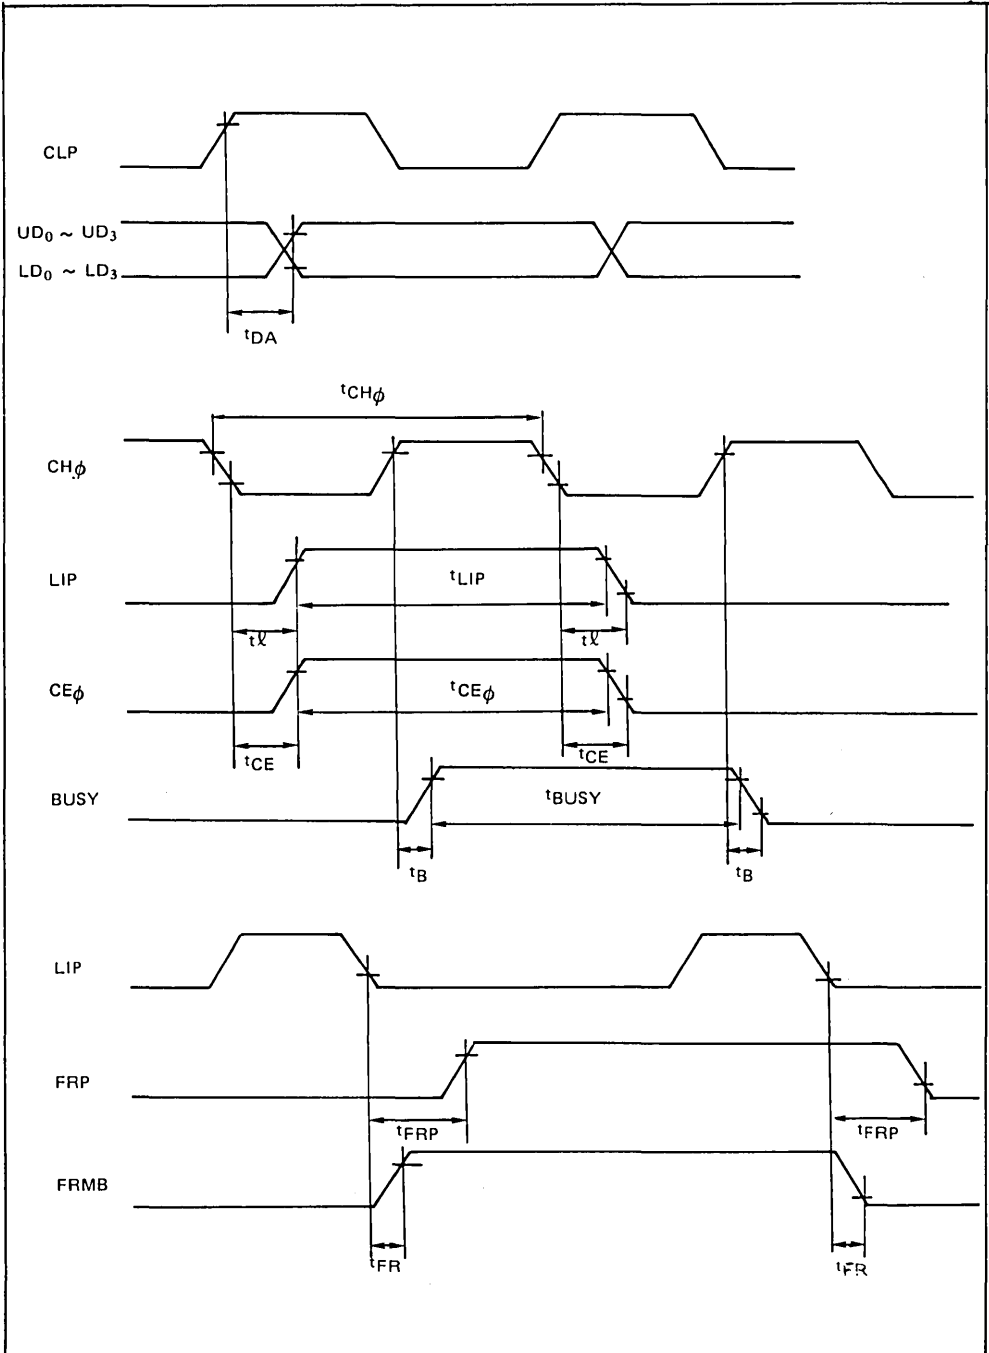 CLP
UD₀ ~ UD₃
LD₀ ~ LD₃
tDA
tCHϕ
CHϕ
LIP
tLIP
tℓ
tℓ
CEϕ
tCEϕ
tCE
tCE
BUSY
tBUSY
tB
tB
LIP
FRP
tFRP
tFRP
FRMB
tFR
tFR